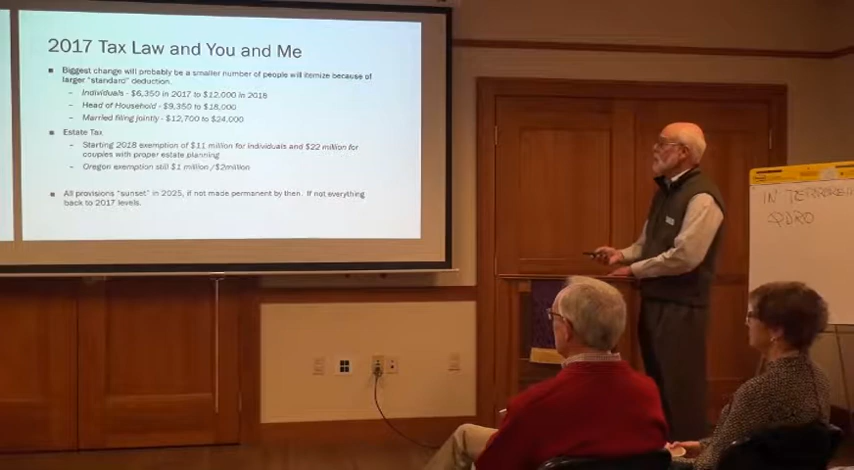 2017 Tax Law and You and Me
▪ Biggest change will probably be a smaller number of people will itemize because of
larger "standard" deduction.
– Individuals - $6,350 in 2017 to $12,000 in 2018
– Head of Household - $9,350 to $18,000
– Married filing jointly - $12,700 to $24,000
▪ Estate Tax
– Starting 2018 exemption of $11 million for individuals and $22 million for
couples with proper estate planning
– Oregon exemption still $1 million /$2million
▪ All provisions "sunset" in 2025, if not made permanent by then. If not everything
back to 2017 levels.
IN TERROREM
QDRO